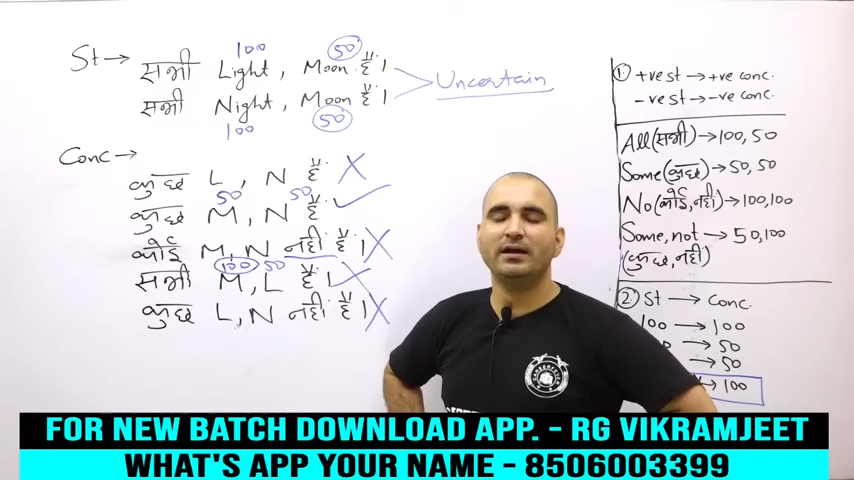 St → सभी Light, Moon हैं।
100 50
सभी Night, Moon हैं।
100 50
Uncertain
Conc →
कुछ L, N हैं X
कुछ M, N हैं ✓
50 50
कोई M, N नहीं हैं। X
सभी M, L हैं। X
100 50
कुछ L, N नहीं हैं। X
1. +ve st → +ve conc.
-ve st → -ve conc.
All (सभी) → 100, 50
Some (कुछ) → 50, 50
No (कोई, नहीं) → 100, 100
Some, not → 50, 100
(कुछ, नहीं)
2. St → Conc.
100 → 100
→ 50
→ 50
→ 100
CAREERFEVER
FOR NEW BATCH DOWNLOAD APP. - RG VIKRAMJEET
WHAT'S APP YOUR NAME - 8506003399